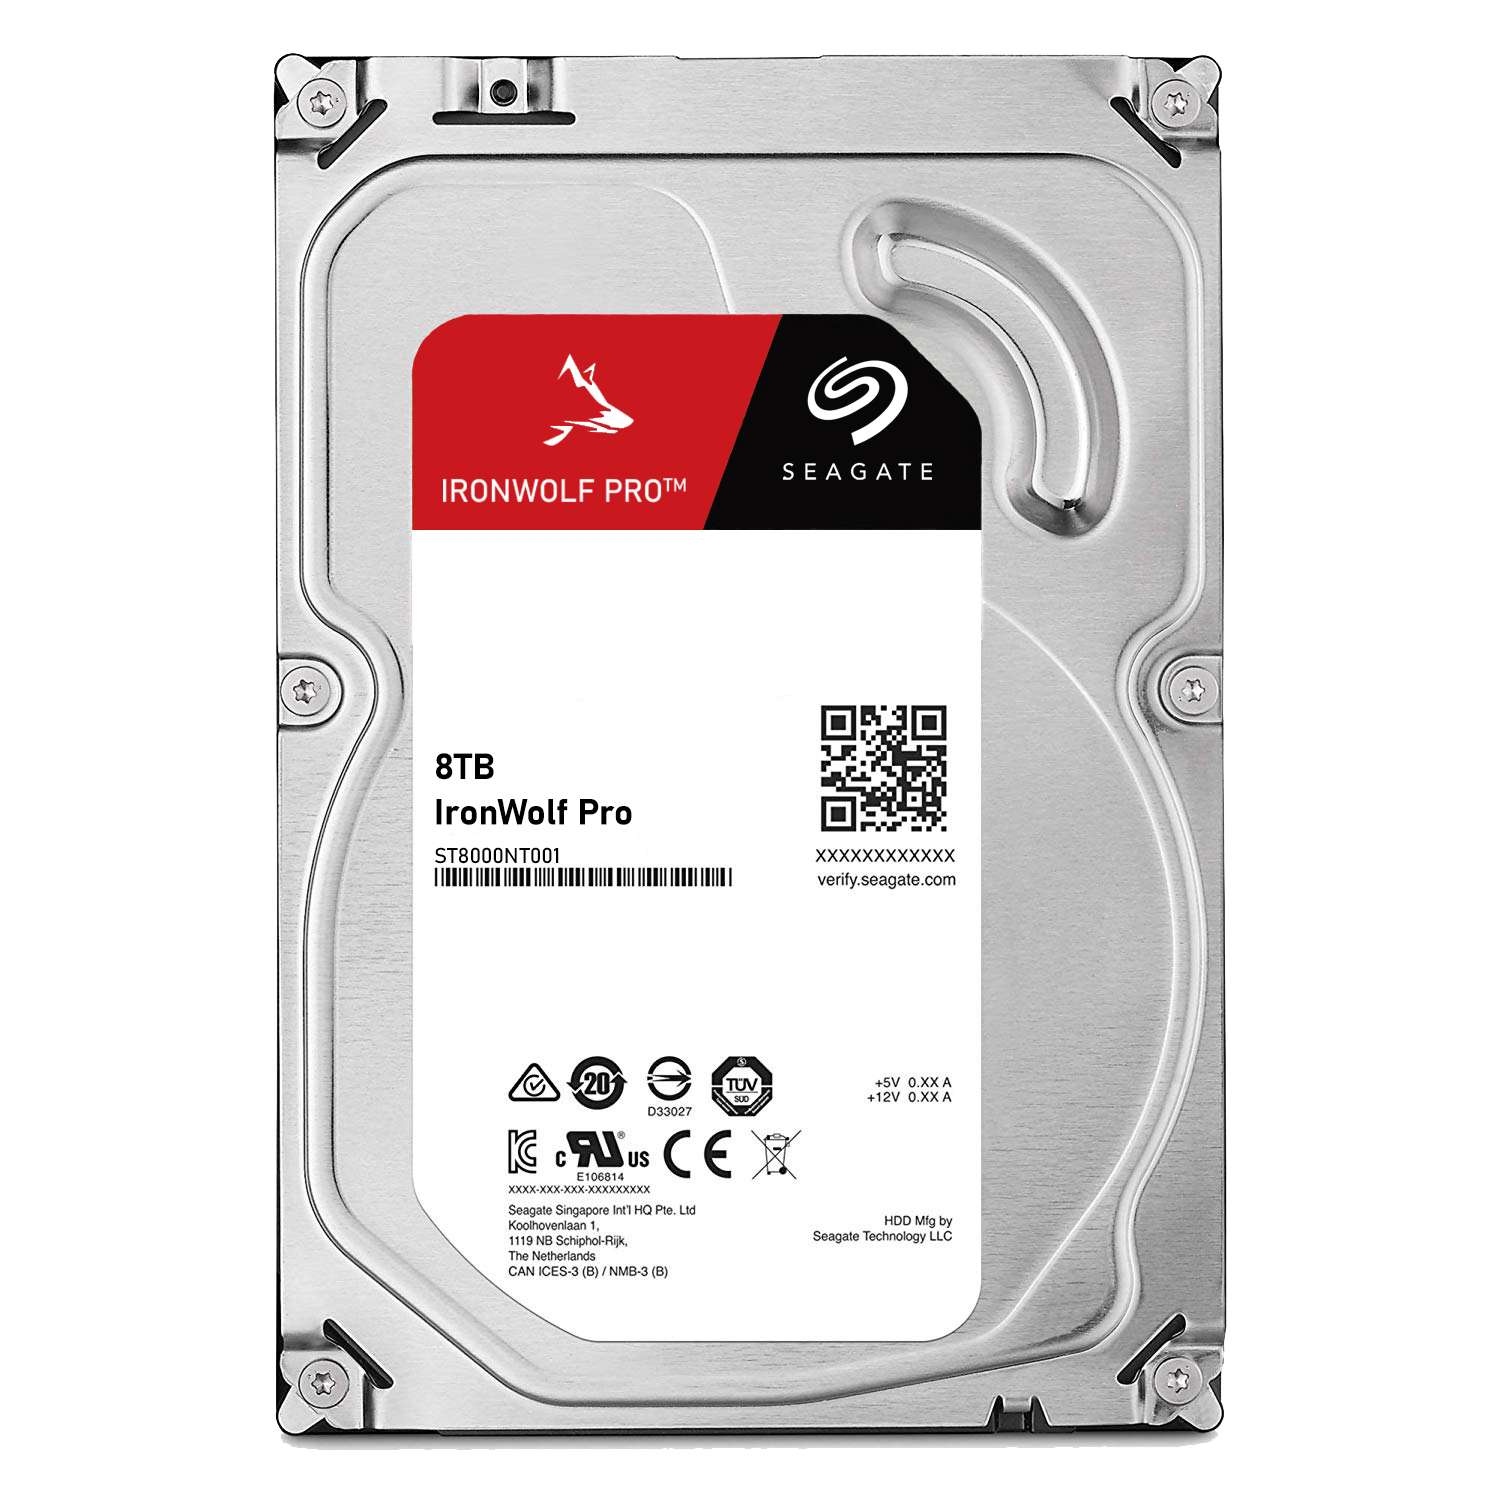 IRONWOLF PRO™
SEAGATE
8TB
IronWolf Pro
ST8000NT001
XXXXXXXXXXXX
verify.seagate.com
20
D33027
TÜV
SÜD
+5V 0.XX A
+12V 0.XX A
c RU® US
E106814
CE
XXXX-XXX-XXX-XXXXXXXXX
Seagate Singapore Int'l HQ Pte. Ltd
Koolhovenlaan 1,
1119 NB Schiphol-Rijk,
The Netherlands
CAN ICES-3 (B) / NMB-3 (B)
HDD Mfg by
Seagate Technology LLC